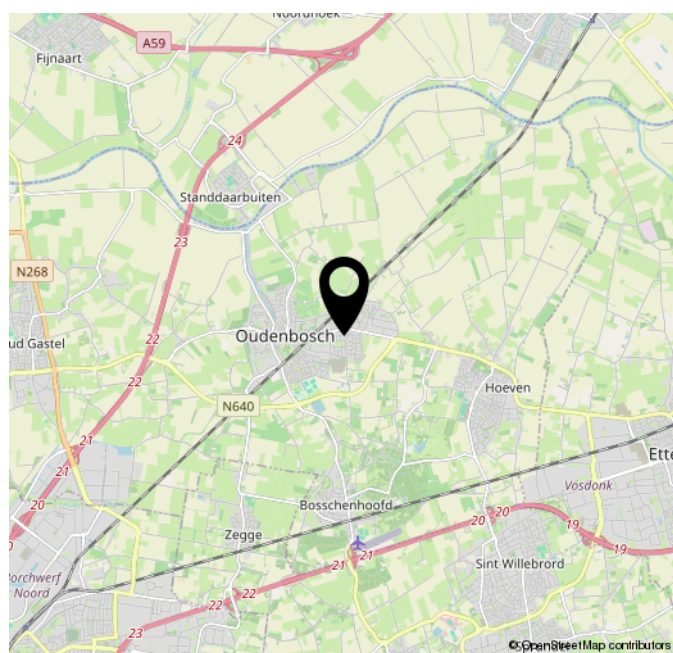 Noordhoek
A59
Fijnaart
24
Standdaarbuiten
23
N268
22
Oudenbosch
ud Gastel
22
Hoeven
N640
21
21
Ette
Vosdonk
20
Bosschenhoofd
20
20
19
19
Zegge
21
21
Sint Willebrord
orchwerf
Noord
22
22
23
© OpenStreetMap contributors